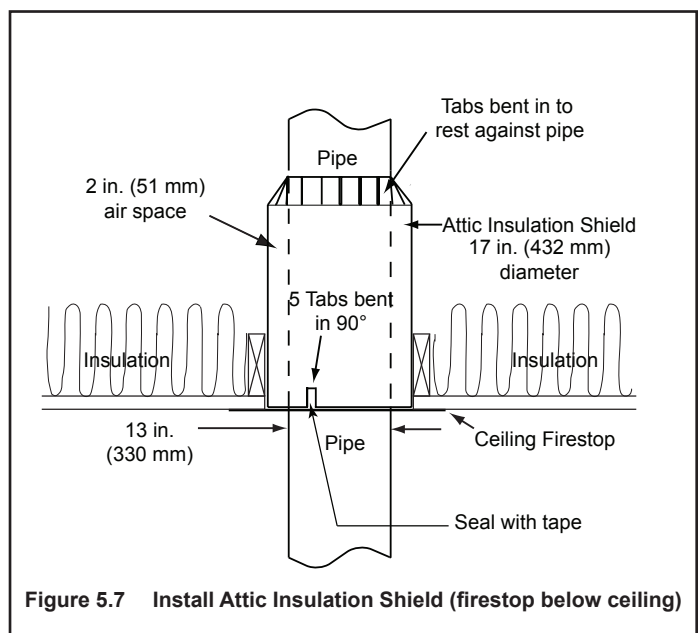 Tabs bent in to
rest against pipe
Pipe
2 in. (51 mm)
air space
Attic Insulation Shield
17 in. (432 mm)
diameter
5 Tabs bent
in 90°
Insulation
Insulation
13 in.
(330 mm)
Pipe
Ceiling Firestop
Seal with tape
Figure 5.7 Install Attic Insulation Shield (firestop below ceiling)